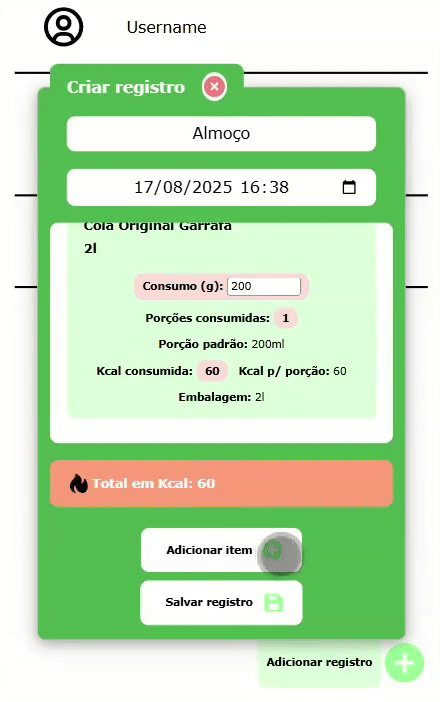 Username
Criar registro
Almoço
17/08/2025 16:38
Cola Original Garrafa
2l
Consumo (g): 200
Porções consumidas: 1
Porção padrão: 200ml
Kcal consumida: 60 Kcal p/ porção: 60
Embalagem: 2l
Total em Kcal: 60
Adicionar item
Salvar registro
Adicionar registro